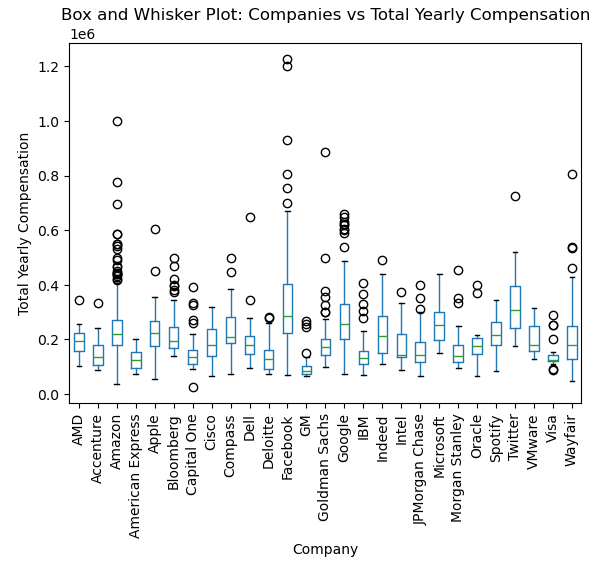 Box and Whisker Plot: Companies vs Total Yearly Compensation
1e6
1.2
1.0
0.8
0.6
0.4
0.2
0.0
Total Yearly Compensation
AMD
Accenture
Amazon
American Express
Apple
Bloomberg
Capital One
Cisco
Compass
Dell
Deloitte
Facebook
GM
Goldman Sachs
Google
IBM
Indeed
Intel
JPMorgan Chase
Microsoft
Morgan Stanley
Oracle
Spotify
Twitter
VMware
Visa
Wayfair
Company